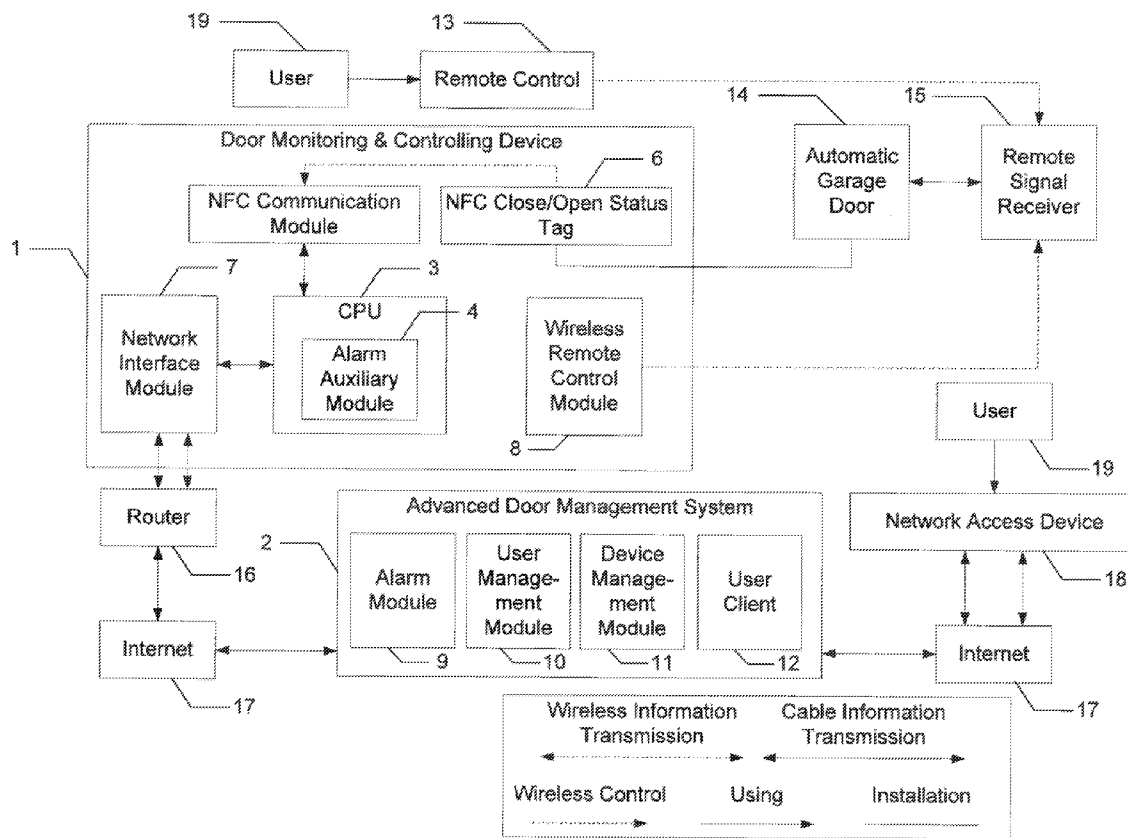 19
13
User
Remote Control
14
15
Door Monitoring & Controlling Device
6
Automatic
Garage
Door
Remote
Signal
Receiver
NFC Communication
Module
NFC Close/Open Status
Tag
1
7
3
CPU
4
Network
Interface
Module
Alarm
Auxiliary
Module
Wireless
Remote
Control
Module
8
User
19
Router
16
Advanced Door Management System
2
Network Access Device
18
Alarm
Module
User
Manage-
ment
Module
Device
Manage-
ment
Module
User
Client
9
10
11
12
Internet
17
Internet
17
Wireless Information
Transmission
Cable Information
Transmission
Wireless Control
Using
Installation